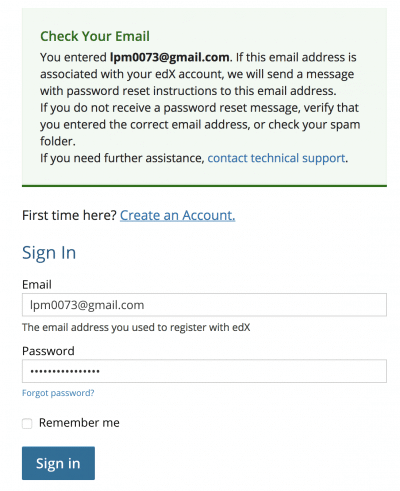 Check Your Email
You entered lpm0073@gmail.com. If this email address is
associated with your edX account, we will send a message
with password reset instructions to this email address.
If you do not receive a password reset message, verify that
you entered the correct email address, or check your spam
folder.
If you need further assistance, contact technical support.
First time here? Create an Account.
Sign In
Email
lpm0073@gmail.com
The email address you used to register with edX
Password
••••••••••••••••
Forgot password?
Remember me
Sign in